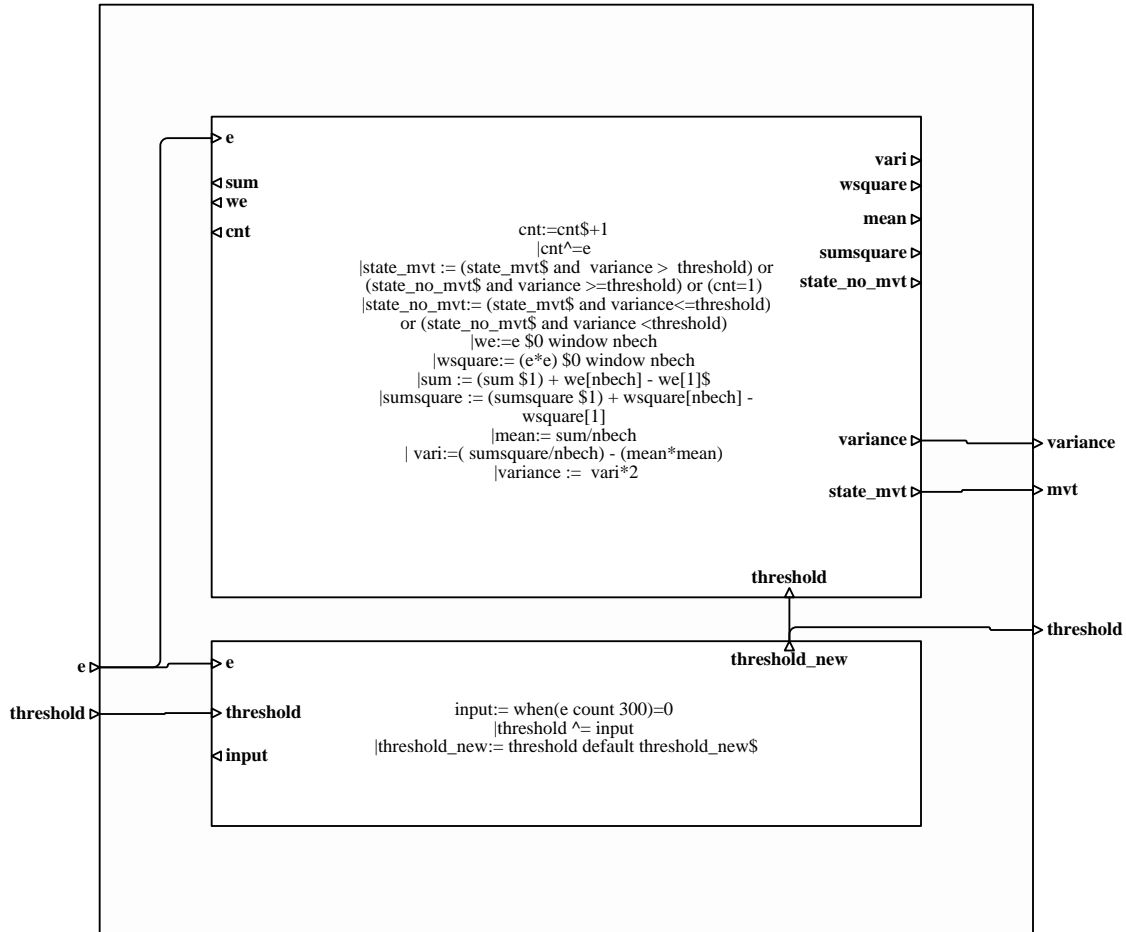 e
sum
we
cnt
vari
wsquare
mean
sumsquare
state_no_mvt
cnt:=cnt$+1
|cnt^=e
|state_mvt := (state_mvt$ and variance > threshold) or
(state_no_mvt$ and variance >=threshold) or (cnt=1)
|state_no_mvt:= (state_mvt$ and variance<=threshold)
or (state_no_mvt$ and variance <threshold)
|we:=e $0 window nbech
|wsquare:= (e*e) $0 window nbech
|sum := (sum $1) + we[nbech] - we[1]$
|sumsquare := (sumsquare $1) + wsquare[nbech] -
wsquare[1]
|mean:= sum/nbech
| vari:=( sumsquare/nbech) - (mean*mean)
|variance := vari*2
variance
variance
state_mvt
mvt
threshold
threshold
threshold_new
e
e
threshold
threshold
input
input:= when(e count 300)=0
|threshold ^= input
|threshold_new:= threshold default threshold_new$